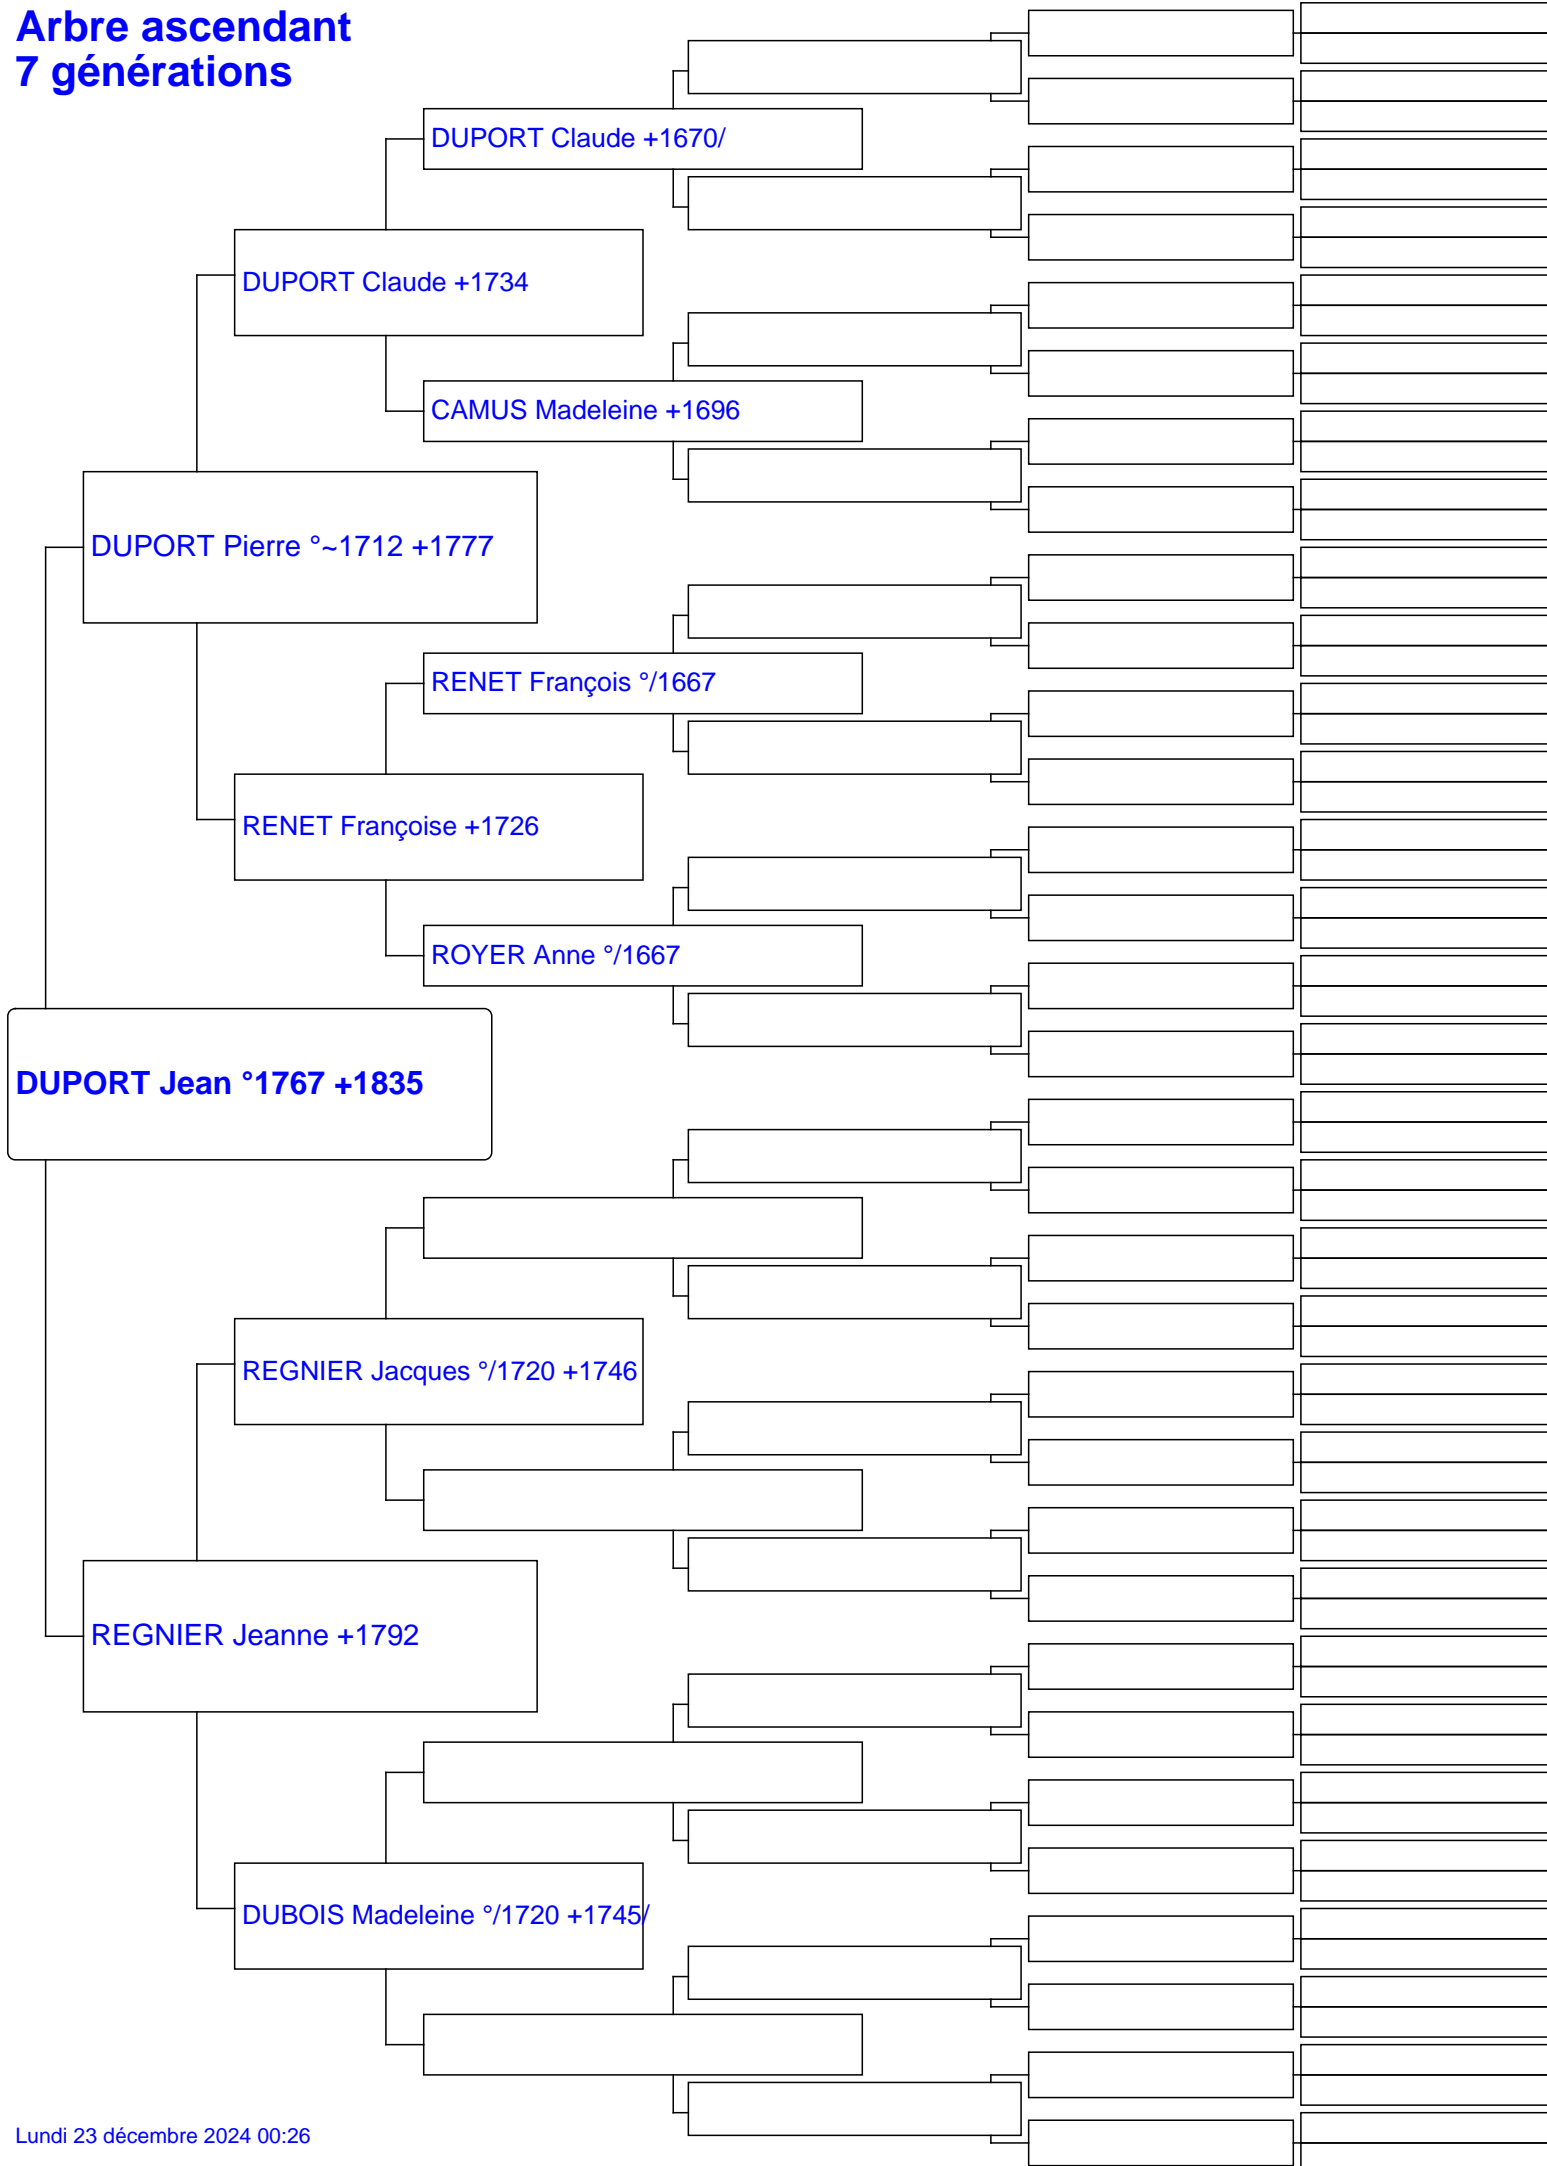 Arbre ascendant
7 générations
DUPORT Claude +1670/
DUPORT Claude +1734
CAMUS Madeleine +1696
DUPORT Pierre °~1712 +1777
RENET François °/1667
RENET Françoise +1726
ROYER Anne °/1667
DUPORT Jean °1767 +1835
REGNIER Jacques °/1720 +1746
REGNIER Jeanne +1792
DUBOIS Madeleine °/1720 +1745/
Lundi 23 décembre 2024 00:26